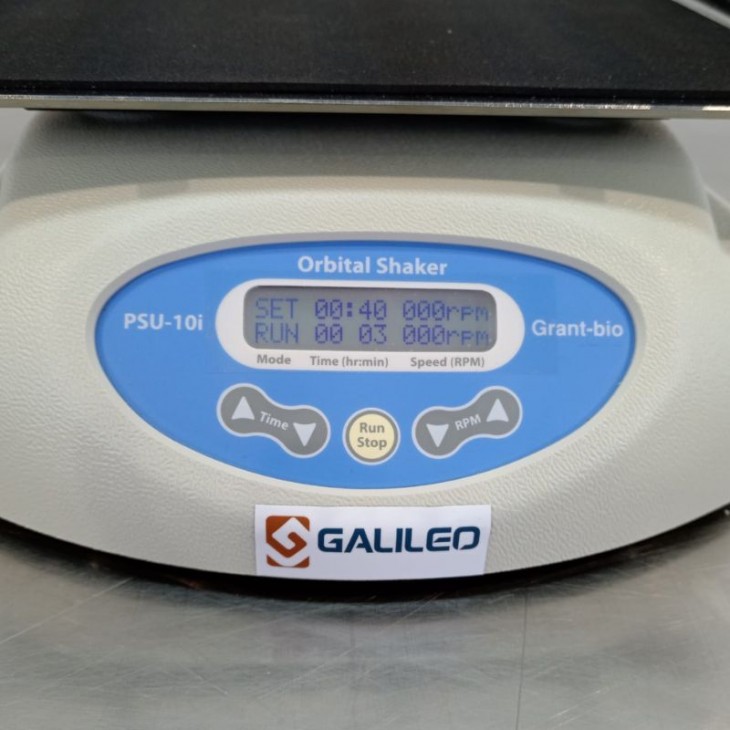 Orbital Shaker
PSU-10i
SET 00:40 000rpm
RUN 00 03 000rpm
Grant-bio
Mode Time (hr:min) Speed (RPM)
Time
Run
Stop
RPM
GALILEO